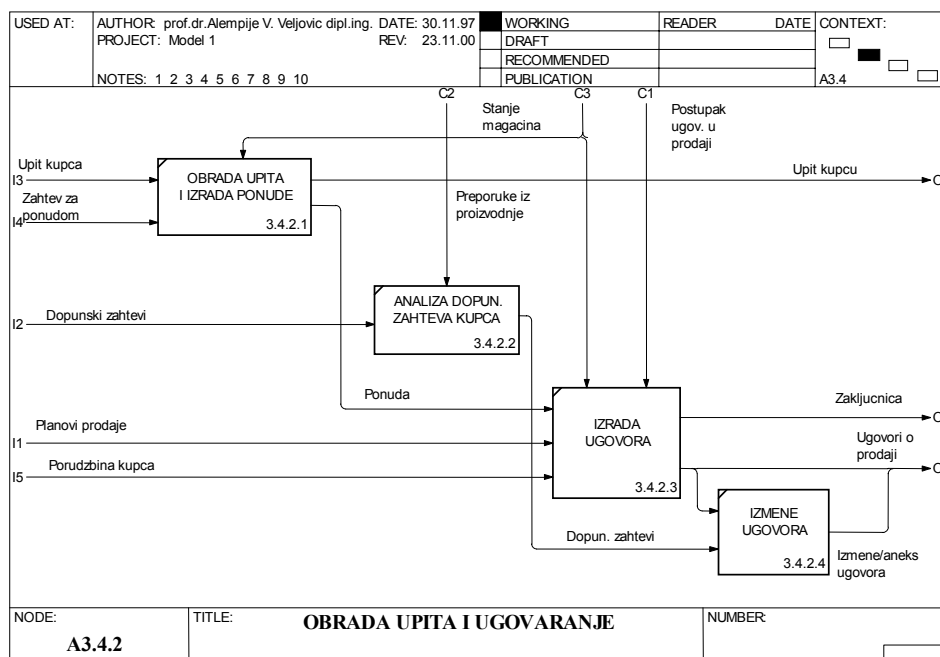 USED AT:
AUTHOR: prof.dr.Alempije V. Veljovic dipl.ing. DATE: 30.11.97
PROJECT: Model 1 REV: 23.11.00
NOTES: 1 2 3 4 5 6 7 8 9 10
WORKING
DRAFT
RECOMMENDED
PUBLICATION
READER DATE
CONTEXT:
A3.4
C2
C3
C1
Stanje
magacina
Postupak
ugov. u
prodaji
I3
Upit kupca
I4
Zahtev za
ponudom
OBRADA UPITA
I IZRADA PONUDE
3.4.2.1
Upit kupcu
Preporuke iz
proizvodnje
I2
Dopunski zahtevi
ANALIZA DOPUN.
ZAHTEVA KUPCA
3.4.2.2
Ponuda
I1
Planovi prodaje
I5
Porudzbina kupca
IZRADA
UGOVORA
3.4.2.3
Zakljucnica
Ugovori o
prodaji
Dopun. zahtevi
IZMENE
UGOVORA
3.4.2.4
Izmene/aneks
ugovora
NODE:
A3.4.2
TITLE:
OBRADA UPITA I UGOVARANJE
NUMBER: